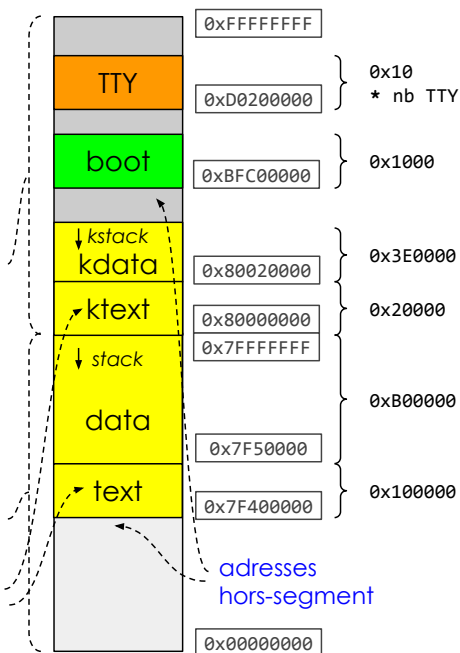 0xFFFFFFFF
TTY
0x10
* nb TTY
0xD0200000
boot
0x1000
0xBFC00000
kstack
kdata
0x3E0000
0x80020000
ktext
0x20000
0x80000000
0x7FFFFFFF
stack
data
0xB00000
0x7F500000
text
0x100000
0x7F400000
adresses
hors-segment
0x00000000